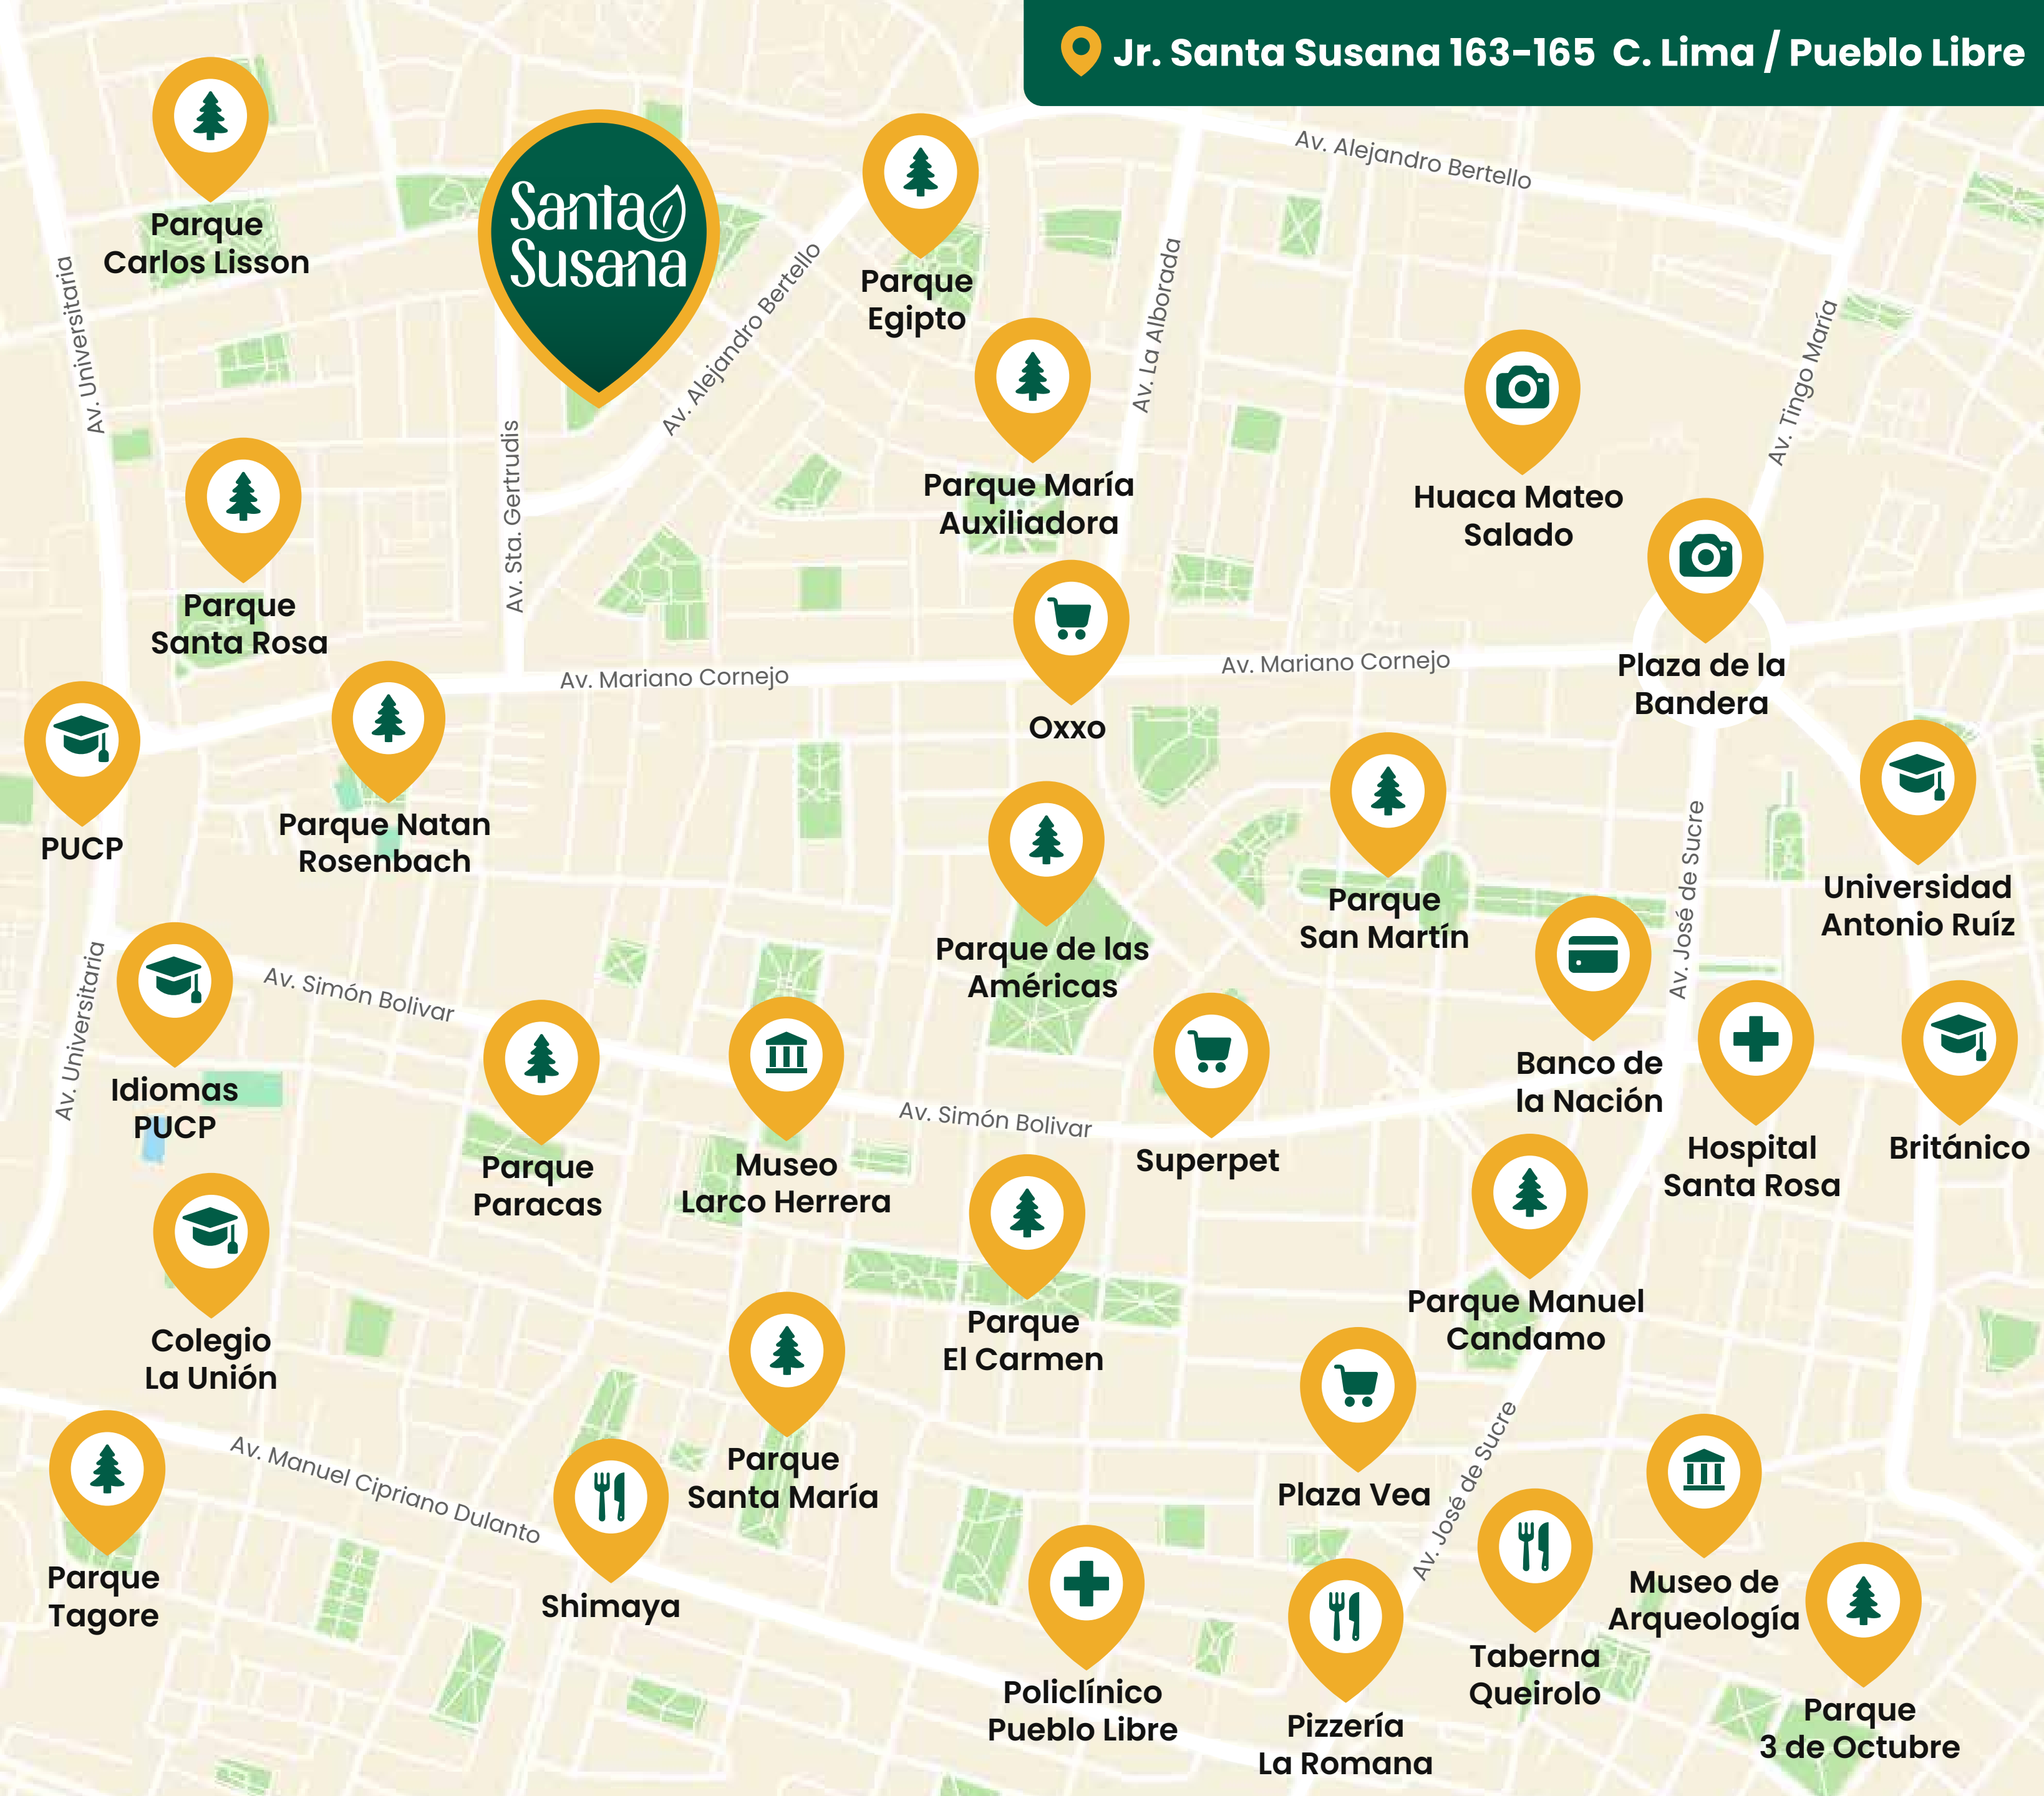 Jr. Santa Susana 163-165 C. Lima / Pueblo Libre
Av. Alejandro Bertello
Parque
Carlos Lisson
Santa
Susana
Parque
Egipto
Av. Universitaria
Av. Alejandro Bertello
Av. La Alborada
Av. Tingo María
Parque María
Auxiliadora
Huaca Mateo
Salado
Av. Sta. Gertrudis
Parque
Santa Rosa
Av. Mariano Cornejo
Av. Mariano Cornejo
Plaza de la
Bandera
Oxxo
PUCP
Parque Natan
Rosenbach
Av. José de Sucre
Universidad
Antonio Ruíz
Parque
San Martín
Parque de las
Américas
Av. Universitaria
Av. Simón Bolivar
Banco de
la Nación
Idiomas
PUCP
Av. Simón Bolivar
Parque
Paracas
Museo
Larco Herrera
Superpet
Hospital
Santa Rosa
Británico
Parque Manuel
Candamo
Parque
El Carmen
Colegio
La Unión
Parque
Santa María
Plaza Vea
Av. José de Sucre
Av. Manuel Cipriano Dulanto
Parque
Tagore
Shimaya
Museo de
Arqueología
Taberna
Queirolo
Policlínico
Pueblo Libre
Pizzería
La Romana
Parque
3 de Octubre